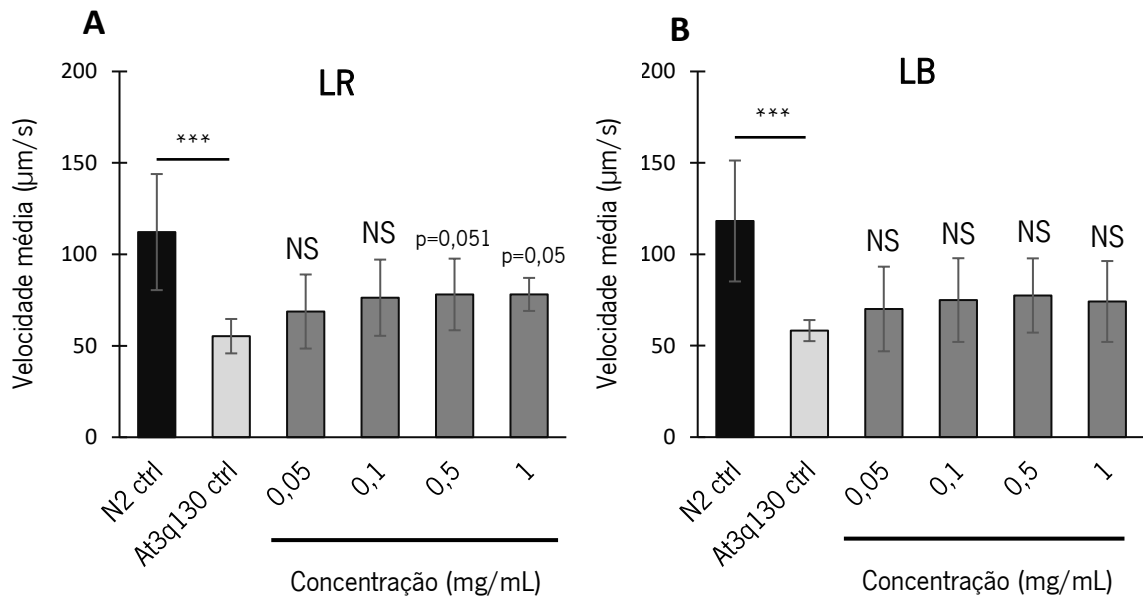 A
LR
Velocidade média (µm/s)
200
150
100
50
0
***
NS
NS
p=0,051
p=0,05
N2 ctrl
At3q130 ctrl
0,05
0,1
0,5
1
Concentração (mg/mL)
B
LB
Velocidade média (µm/s)
200
150
100
50
0
***
NS
NS
NS
NS
N2 ctrl
At3q130 ctrl
0,05
0,1
0,5
1
Concentração (mg/mL)